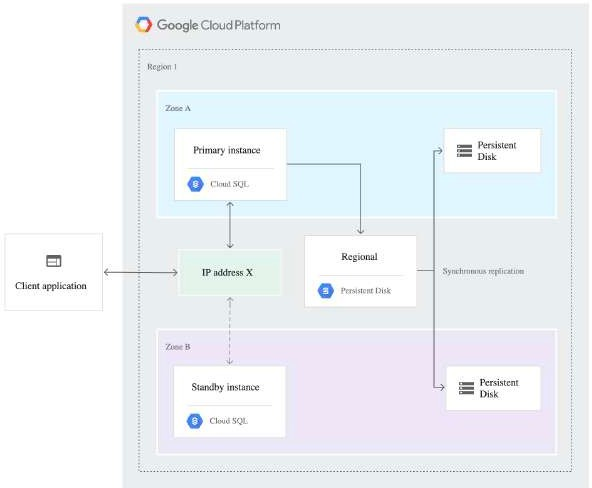 Google Cloud Platform
Region 1
Zone A
Primary instance
Cloud SQL
Persistent
Disk
Client application
IP address X
Regional
Persistent Disk
Synchronous replication
Zone B
Standby instance
Cloud SQL
Persistent
Disk